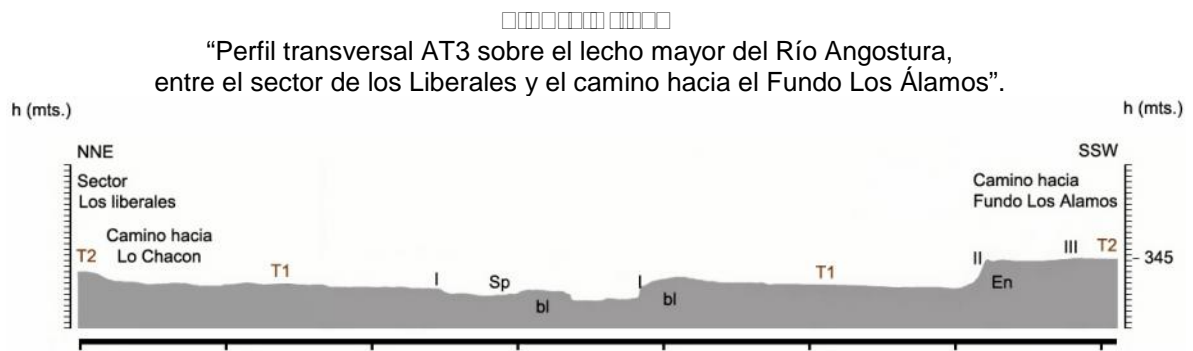 “Perfil transversal AT3 sobre el lecho mayor del Río Angostura,
entre el sector de los Liberales y el camino hacia el Fundo Los Álamos”.
h (mts.)
h (mts.)
NNE
SSW
Sector
Los liberales
Camino hacia
Fundo Los Alamos
Camino hacia
Lo Chacon
T2
T1
I
Sp
bl
I
bl
T1
II
En
III
T2
345